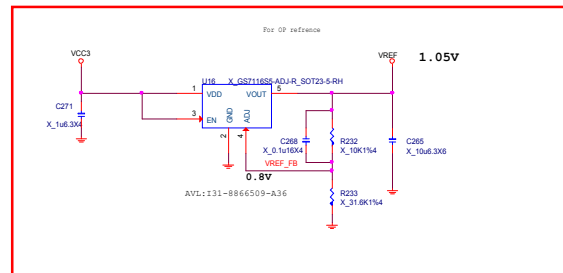 For OP refrence
VCC3
VREF
1.05V
U16
X_GS7116S5-ADJ-R_SOT23-5-RH
1
VDD
VOUT
5
C271
X_1u6.3X4
3
EN
GND
ADJ
2
4
C268
X_0.1u16X4
R232
X_10K1%4
C265
X_10u6.3X6
VREF_FB
0.8V
AVL:I31-8866509-A36
R233
X_31.6K1%4